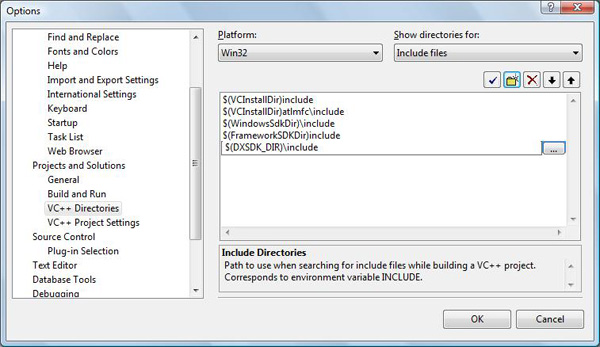 Options
Find and Replace
Fonts and Colors
Help
Import and Export Settings
International Settings
Keyboard
Startup
Task List
Web Browser
Projects and Solutions
General
Build and Run
VC++ Directories
VC++ Project Settings
Source Control
Plug-in Selection
Text Editor
Database Tools
Debugging
Platform:
Show directories for:
Win32
Include files
$(VCInstallDir)include
$(VCInstallDir)atlmfc\include
$(WindowsSdkDir)\include
$(FrameworkSDKDir)include
$(DXSDK_DIR)\include
...
Include Directories
Path to use when searching for include files while building a VC++ project.
Corresponds to environment variable INCLUDE.
OK
Cancel